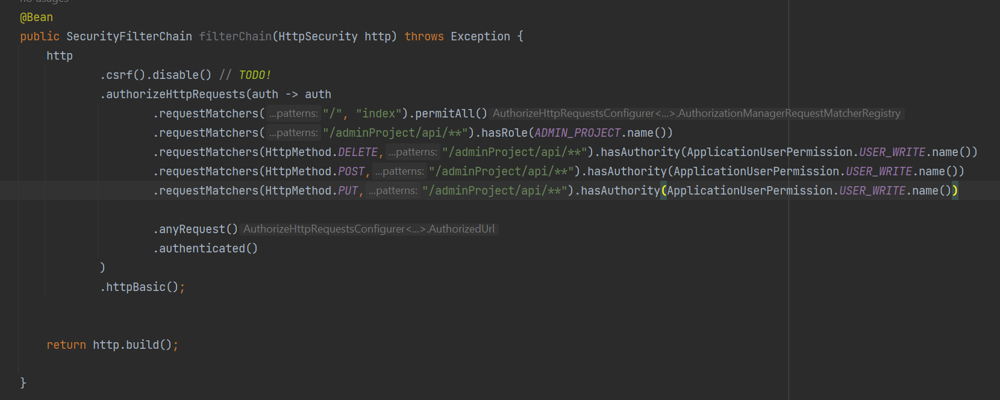 no usages
@Bean
public SecurityFilterChain filterChain(HttpSecurity http) throws Exception {
http
.csrf().disable() // TODO!
.authorizeHttpRequests(auth -> auth
.requestMatchers( ...patterns: "/", "index").permitAll() AuthorizeHttpRequestsConfigurer<...>.AuthorizationManagerRequestMatcherRegistry
.requestMatchers( ...patterns: "/adminProject/api/**").hasRole(ADMIN_PROJECT.name())
.requestMatchers(HttpMethod.DELETE, ...patterns: "/adminProject/api/**").hasAuthority(ApplicationUserPermission.USER_WRITE.name())
.requestMatchers(HttpMethod.POST, ...patterns: "/adminProject/api/**").hasAuthority(ApplicationUserPermission.USER_WRITE.name())
.requestMatchers(HttpMethod.PUT, ...patterns: "/adminProject/api/**").hasAuthority(ApplicationUserPermission.USER_WRITE.name())
.anyRequest() AuthorizeHttpRequestsConfigurer<...>.AuthorizedUrl
.authenticated()
)
.httpBasic();
return http.build();
}